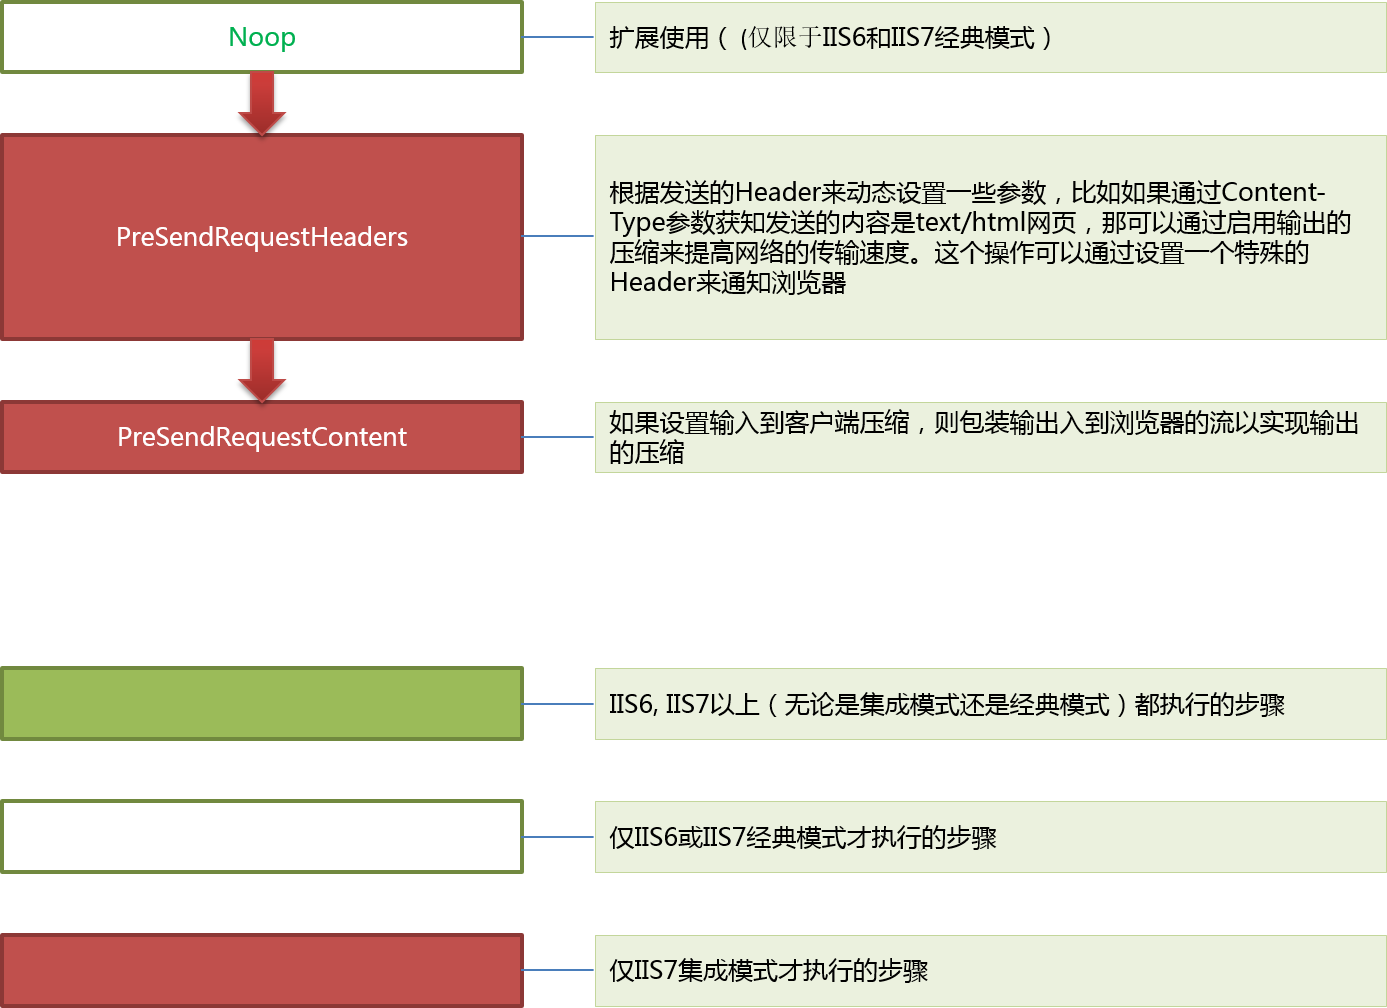 Noop
扩展使用（ (仅限于IIS6和IIS7经典模式）
PreSendRequestHeaders
根据发送的Header来动态设置一些参数，比如如果通过Content-
Type参数获知发送的内容是text/html网页，那可以通过启用输出的
压缩来提高网络的传输速度。这个操作可以通过设置一个特殊的
Header来通知浏览器
PreSendRequestContent
如果设置输入到客户端压缩，则包装输出入到浏览器的流以实现输出
的压缩
IIS6, IIS7以上（无论是集成模式还是经典模式）都执行的步骤
仅IIS6或IIS7经典模式才执行的步骤
仅IIS7集成模式才执行的步骤